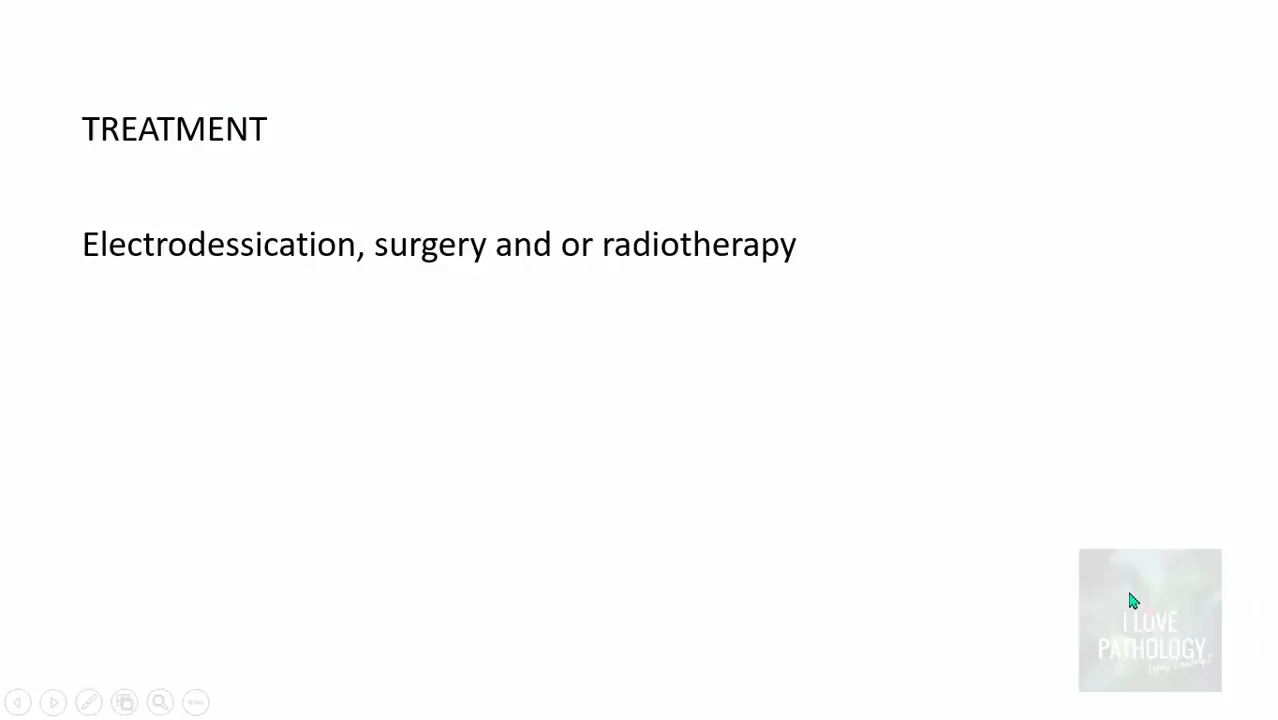 TREATMENT
Electrodessication, surgery and or radiotherapy
I LOVE
PATHOLOGY